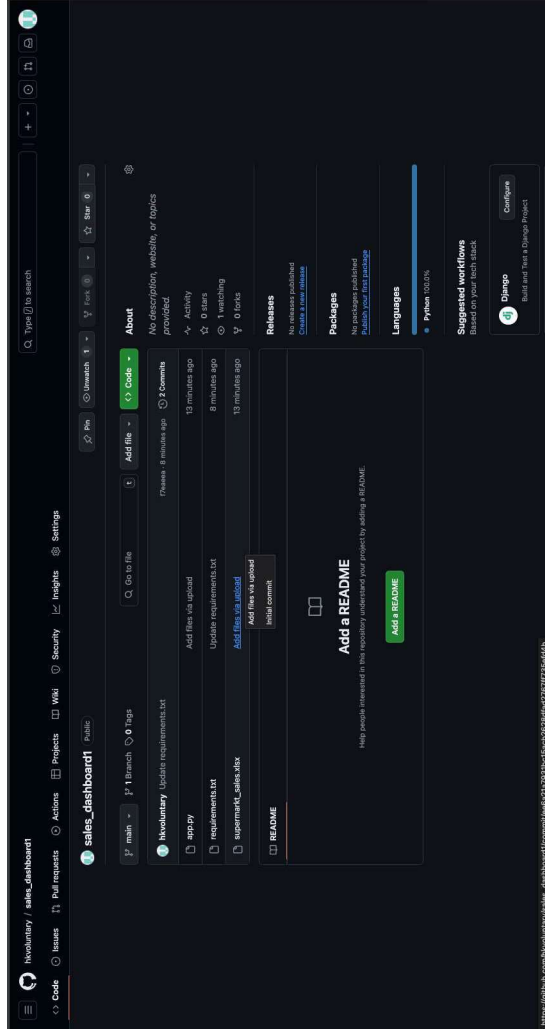 hkvoluntary / sales_dashboard1
Type / to search
Code Issues Pull requests Actions Projects Wiki Security Insights Settings
sales_dashboard1 Public
Pin Unwatch 1 Fork 0 Star 0
main 1 Branch 0 Tags
Go to file t Add file Code
hkvoluntary Update requirements.txt f7eaeea · 8 minutes ago 2 Commits
app.py Add files via upload 13 minutes ago
requirements.txt Update requirements.txt 8 minutes ago
supermarkt_sales.xlsx Add files via upload 13 minutes ago
Add files via upload
Initial commit
README
Add a README
Help people interested in this repository understand your project by adding a README.
Add a README
About
No description, website, or topics
provided.
Activity
0 stars
1 watching
0 forks
Releases
No releases published
Create a new release
Packages
No packages published
Publish your first package
Languages
Python 100.0%
Suggested workflows
Based on your tech stack
dj Django Configure
Build and Test a Django Project